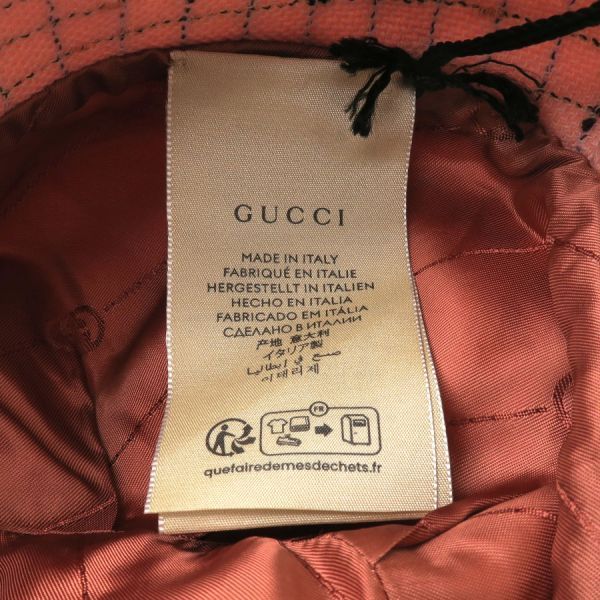 GUCCI
MADE IN ITALY
FABRIQUÉ EN ITALIE
HERGESTELLT IN ITALIEN
HECHO EN ITALIA
FABRICADO EM ITÁLIA
СДЕЛАНО В ИТАЛИИ
产地 意大利
イタリア製
صنع في إيطاليا
이태리제
FR
quefairedemesdechets.fr